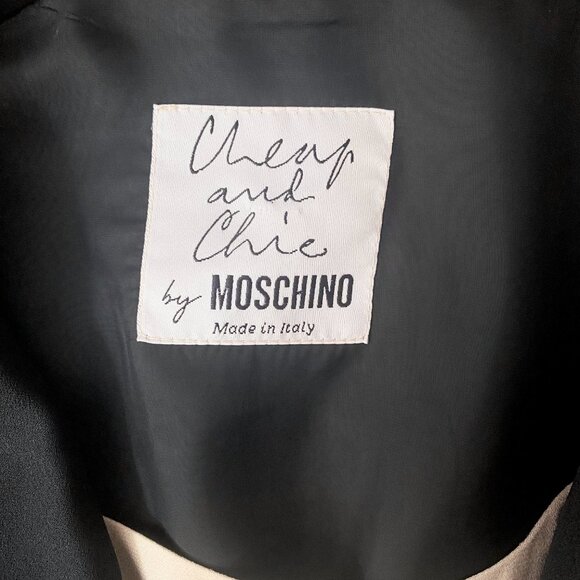 Cheap
and
Chic
by MOSCHINO
Made in Italy